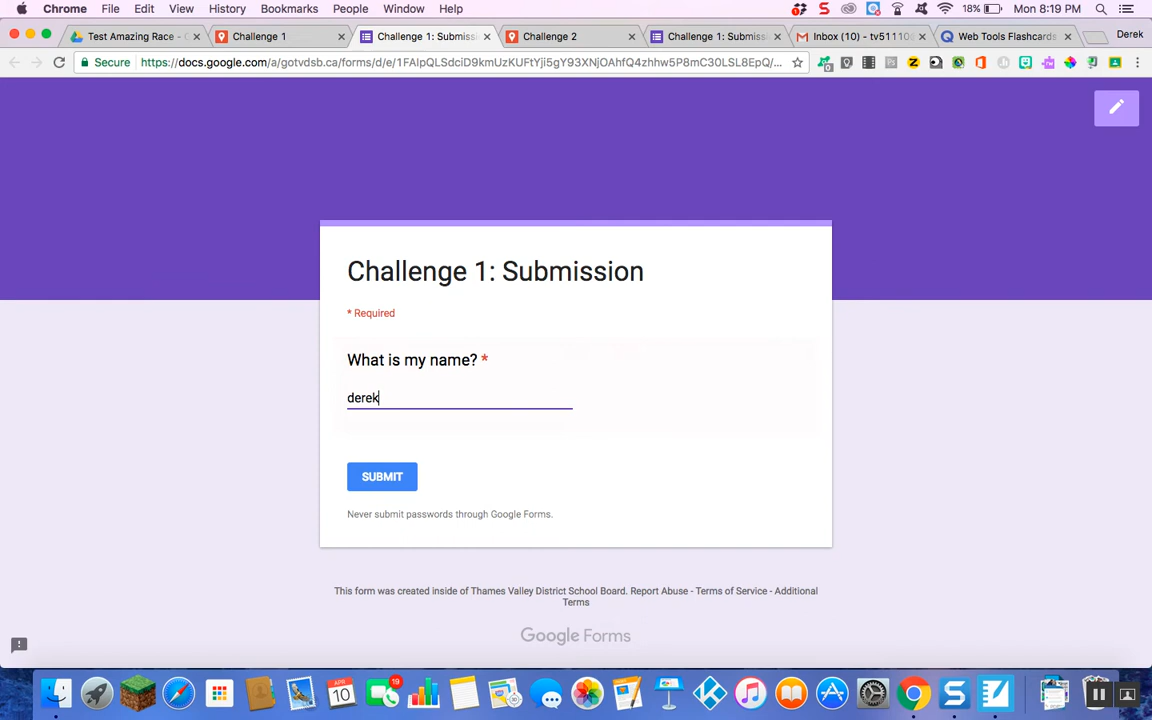 Chrome File Edit View History Bookmarks People Window Help 18% Mon 8:19 PM
Test Amazing Race - Challenge 1 Challenge 1: Submiss Challenge 2 Challenge 1: Submiss Inbox (10) - tv51110 Web Tools Flashcards Derek
Secure https://docs.google.com/a/gotvdsb.ca/forms/d/e/1FAIpQLSdciD9kmUzKUFtYji5gY93XNjOAhfQ4zhhw5P8mC30LSL8EpQ/...
Challenge 1: Submission
* Required
What is my name? *
derek
SUBMIT
Never submit passwords through Google Forms.
This form was created inside of Thames Valley District School Board. Report Abuse - Terms of Service - Additional
Terms
Google Forms
APR
10
19